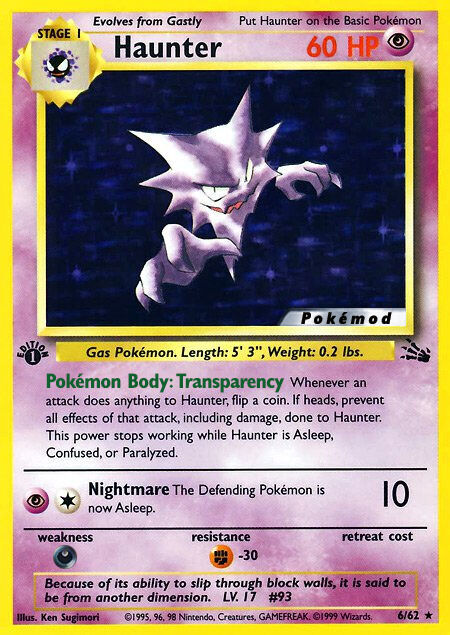 Evolves from Gastly
Put Haunter on the Basic Pokémon
STAGE 1
Haunter
60 HP
Pokémod
EDITION
1
Gas Pokémon. Length: 5' 3", Weight: 0.2 lbs.
Pokémon Body: Transparency Whenever an
attack does anything to Haunter, flip a coin. If heads, prevent
all effects of that attack, including damage, done to Haunter.
This power stops working while Haunter is Asleep,
Confused, or Paralyzed.
Nightmare The Defending Pokémon is
now Asleep.
10
weakness
resistance
retreat cost
-30
Because of its ability to slip through block walls, it is said to
be from another dimension. LV. 17 #93
Illus. Ken Sugimori
©1995, 96, 98 Nintendo, Creatures, GAMEFREAK. ©1999 Wizards.
6/62 ★